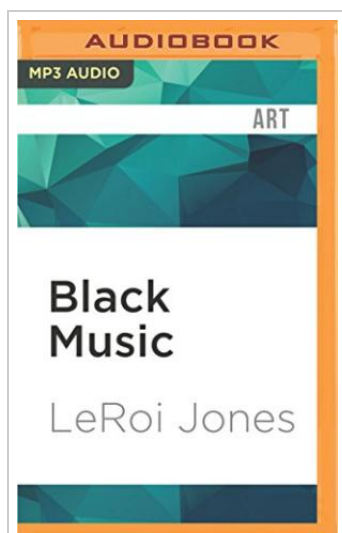 AUDIOBOOK
MP3 AUDIO
ART
Black
Music
LeRoi Jones